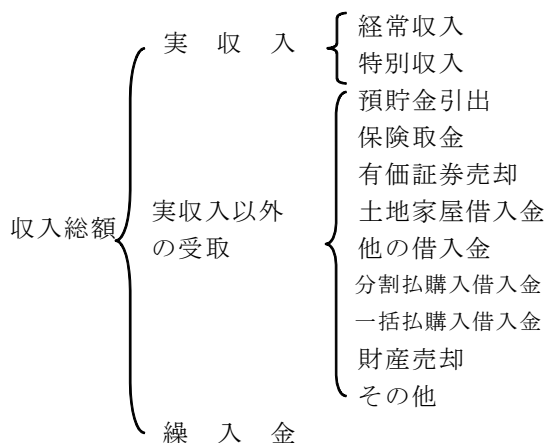 収入総額
実収入
経常収入
特別収入
実収入以外
の受取
預貯金引出
保険取金
有価証券売却
土地家屋借入金
他の借入金
分割払購入借入金
一括払購入借入金
財産売却
その他
繰入金